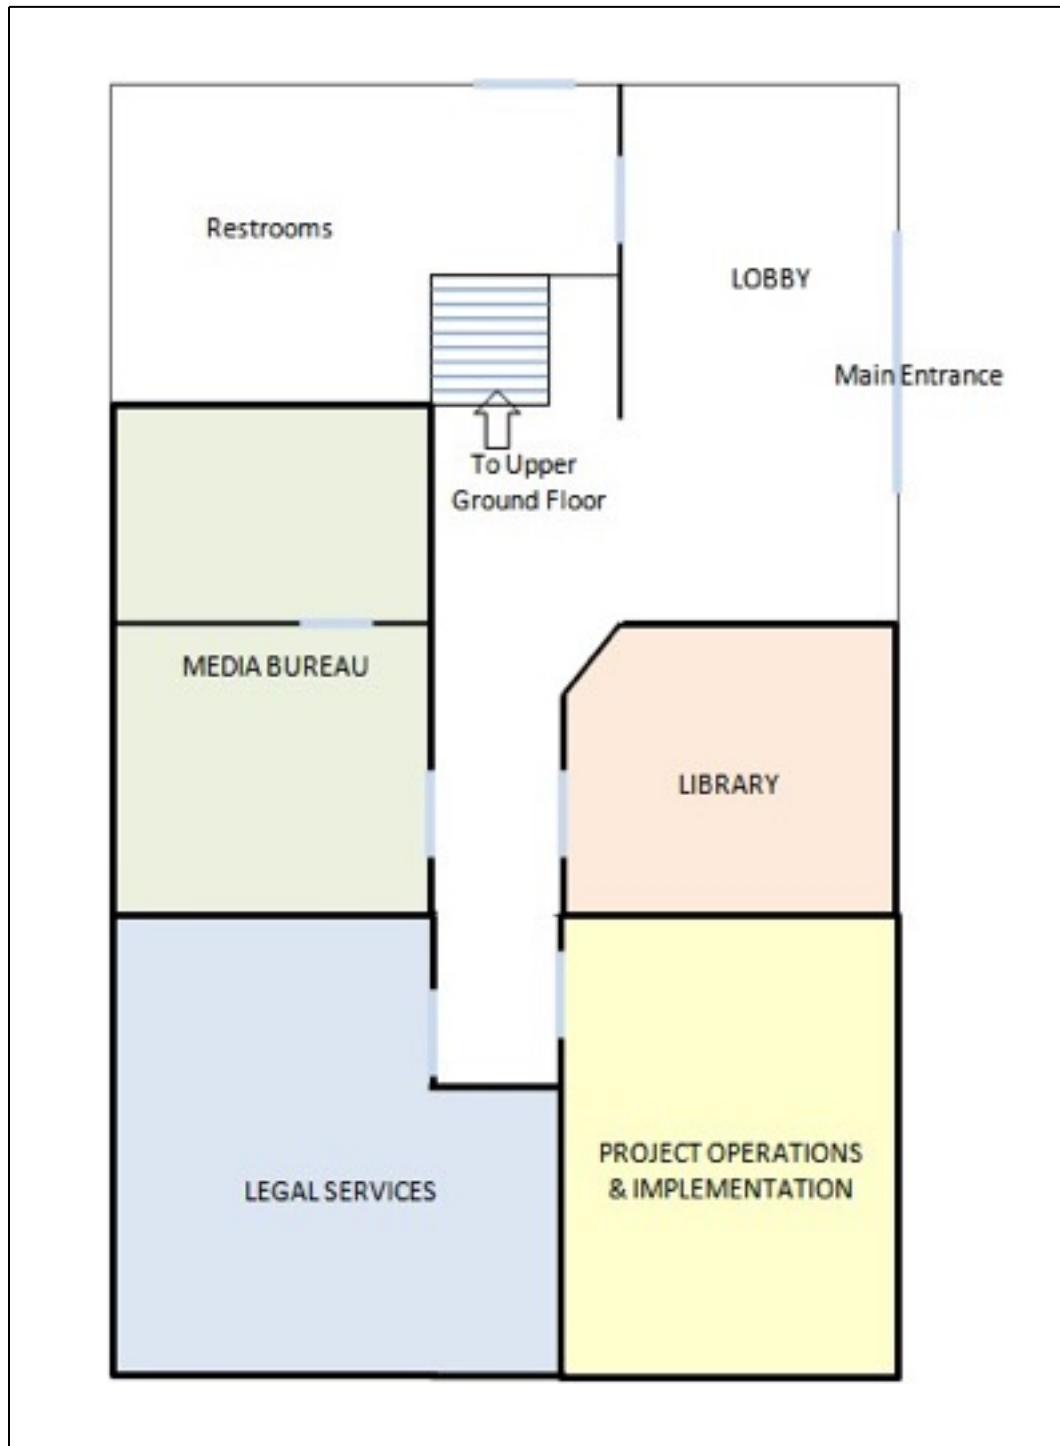 Restrooms
LOBBY
Main Entrance
To Upper
Ground Floor
MEDIA BUREAU
LIBRARY
PROJECT OPERATIONS
& IMPLEMENTATION
LEGAL SERVICES